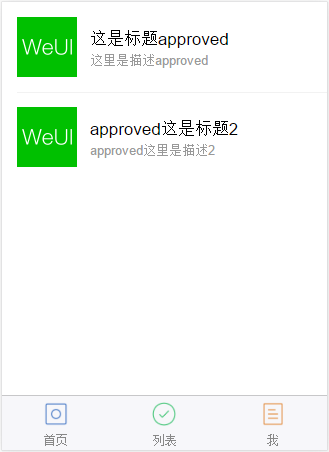 WeUI
这是标题approved
这里是描述approved
WeUI
approved这是标题2
approved这里是描述2
首页
列表
我